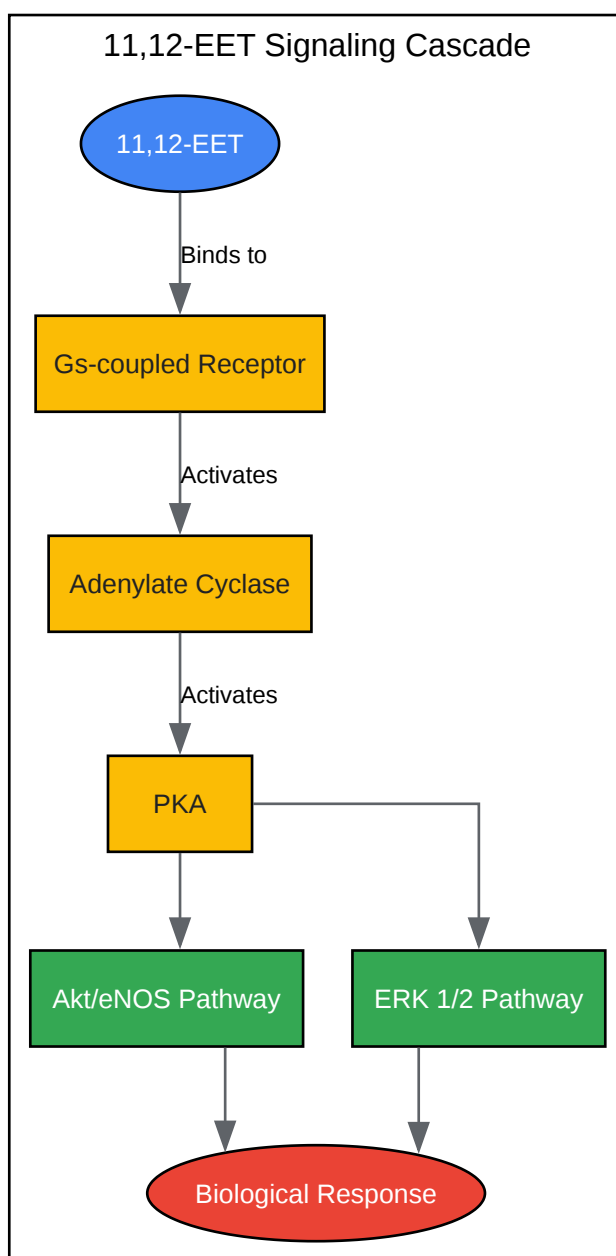 11,12-EET Signaling Cascade
11,12-EET
Binds to
Gs-coupled Receptor
Activates
Adenylate Cyclase
Activates
PKA
Akt/eNOS Pathway
ERK 1/2 Pathway
Biological Response